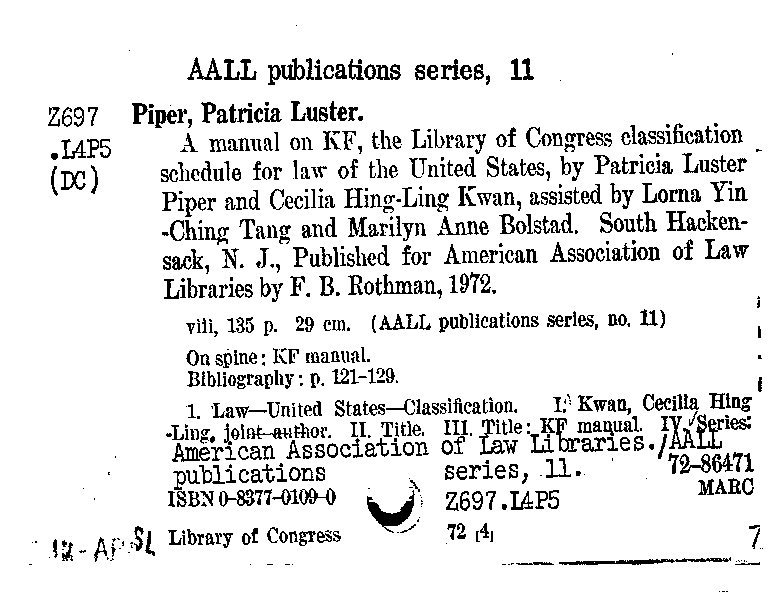 AALL publications series, 11
Z697 Piper, Patricia Luster.
.L4P5 A manual on KF, the Library of Congress classification
(DC) schedule for law of the United States, by Patricia Luster
Piper and Cecilia Hing-Ling Kwan, assisted by Lorna Yin
-Ching Tang and Marilyn Anne Bolstad. South Hacken-
sack, N. J., Published for American Association of Law
Libraries by F. B. Rothman, 1972.
viii, 135 p. 29 cm. (AALL publications series, no. 11)
On spine: KF manual.
Bibliography: p. 121-129.
1. Law—United States—Classification. I. Kwan, Cecilia Hing
-Ling, joint author. II. Title. III. Title: KF manual. IV. Series:
American Association of Law Libraries./AALL
publications series, 11. 72-86471
ISBN 0-8377-0109-0 Z697.L4P5 MARC
SL Library of Congress 72 [4] 7